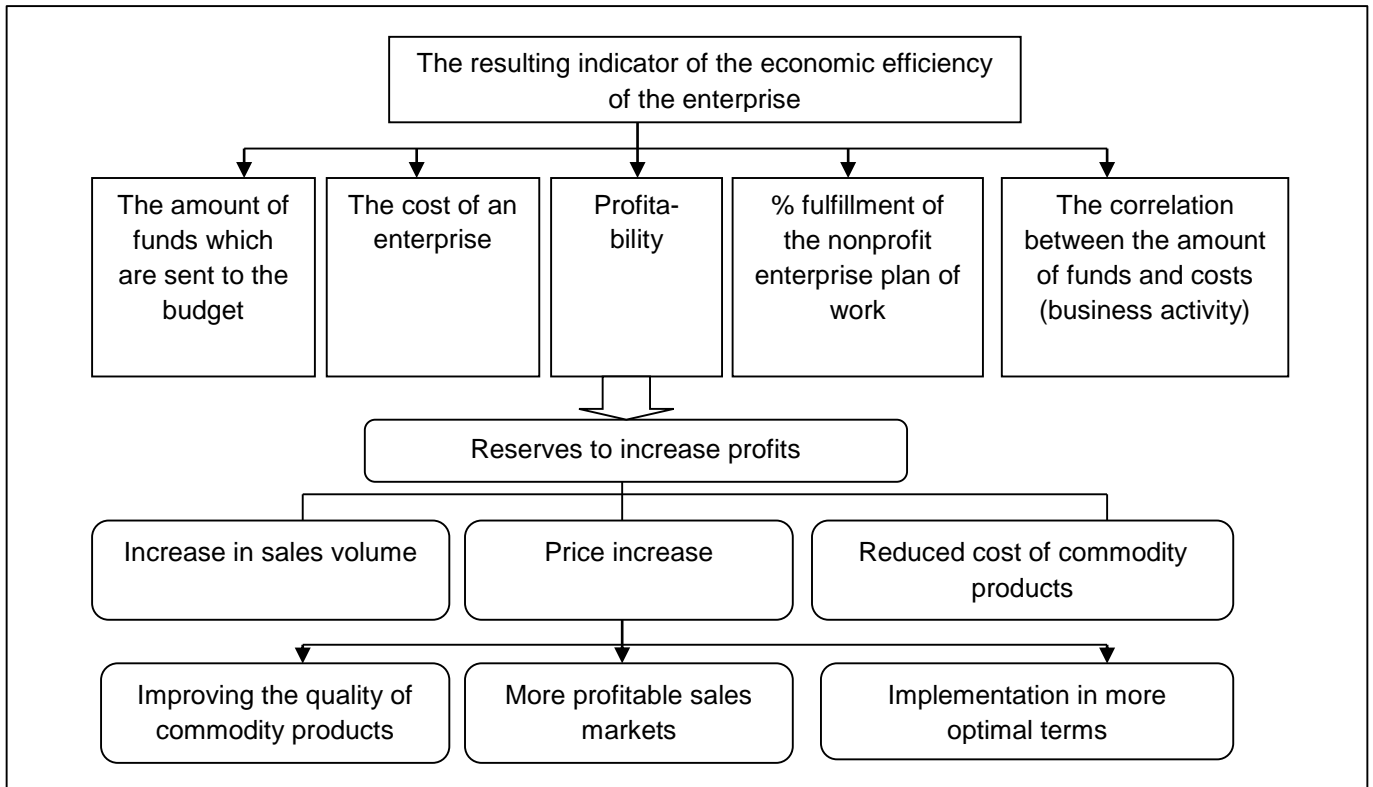 The resulting indicator of the economic efficiency
of the enterprise
The amount of
funds which
are sent to the
budget
The cost of an
enterprise
Profita-
bility
% fulfillment of
the nonprofit
enterprise plan of
work
The correlation
between the amount
of funds and costs
(business activity)
Reserves to increase profits
Increase in sales volume
Price increase
Reduced cost of commodity
products
Improving the quality of
commodity products
More profitable sales
markets
Implementation in more
optimal terms